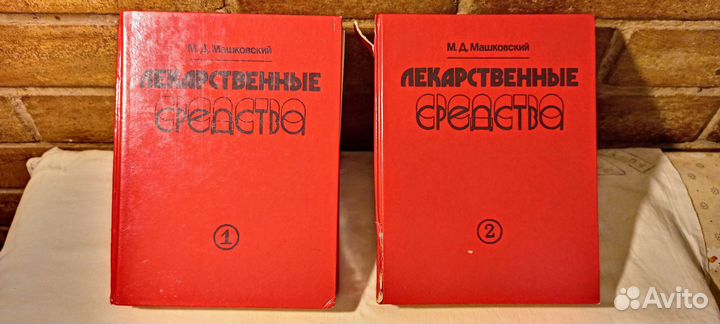 М. Д. Машковский
ЛЕКАРСТВЕННЫЕ
СРЕДСТВА
1
М. Д. Машковский
ЛЕКАРСТВЕННЫЕ
СРЕДСТВА
2
Avito